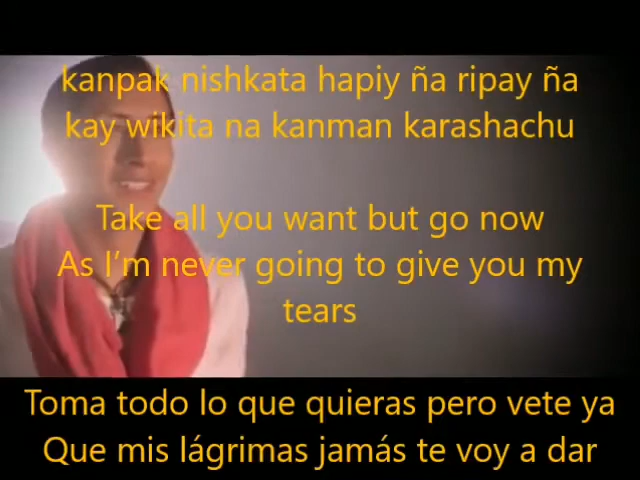 kanpak nishkata hapiy ña ripay ña
kay wikita na kanman karashachu
Take all you want but go now
As I’m never going to give you my
tears
Toma todo lo que quieras pero vete ya
Que mis lágrimas jamás te voy a dar